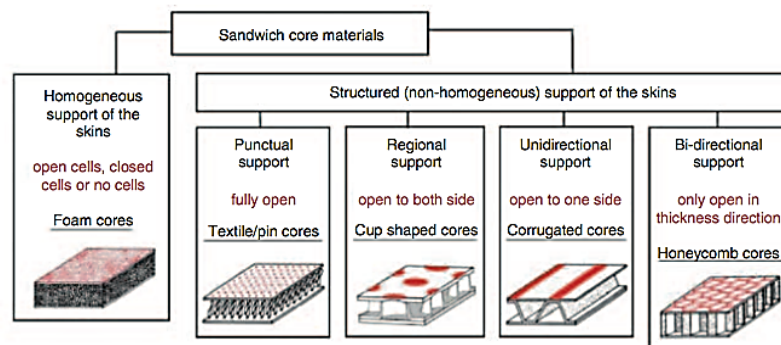 Sandwich core materials
Homogeneous
support of the
skins
open cells, closed
cells or no cells
Foam cores
Structured (non-homogeneous) support of the skins
Punctual
support
fully open
Textile/pin cores
Regional
support
open to both side
Cup shaped cores
Unidirectional
support
open to one side
Corrugated cores
Bi-directional
support
only open in
thickness direction
Honeycomb cores